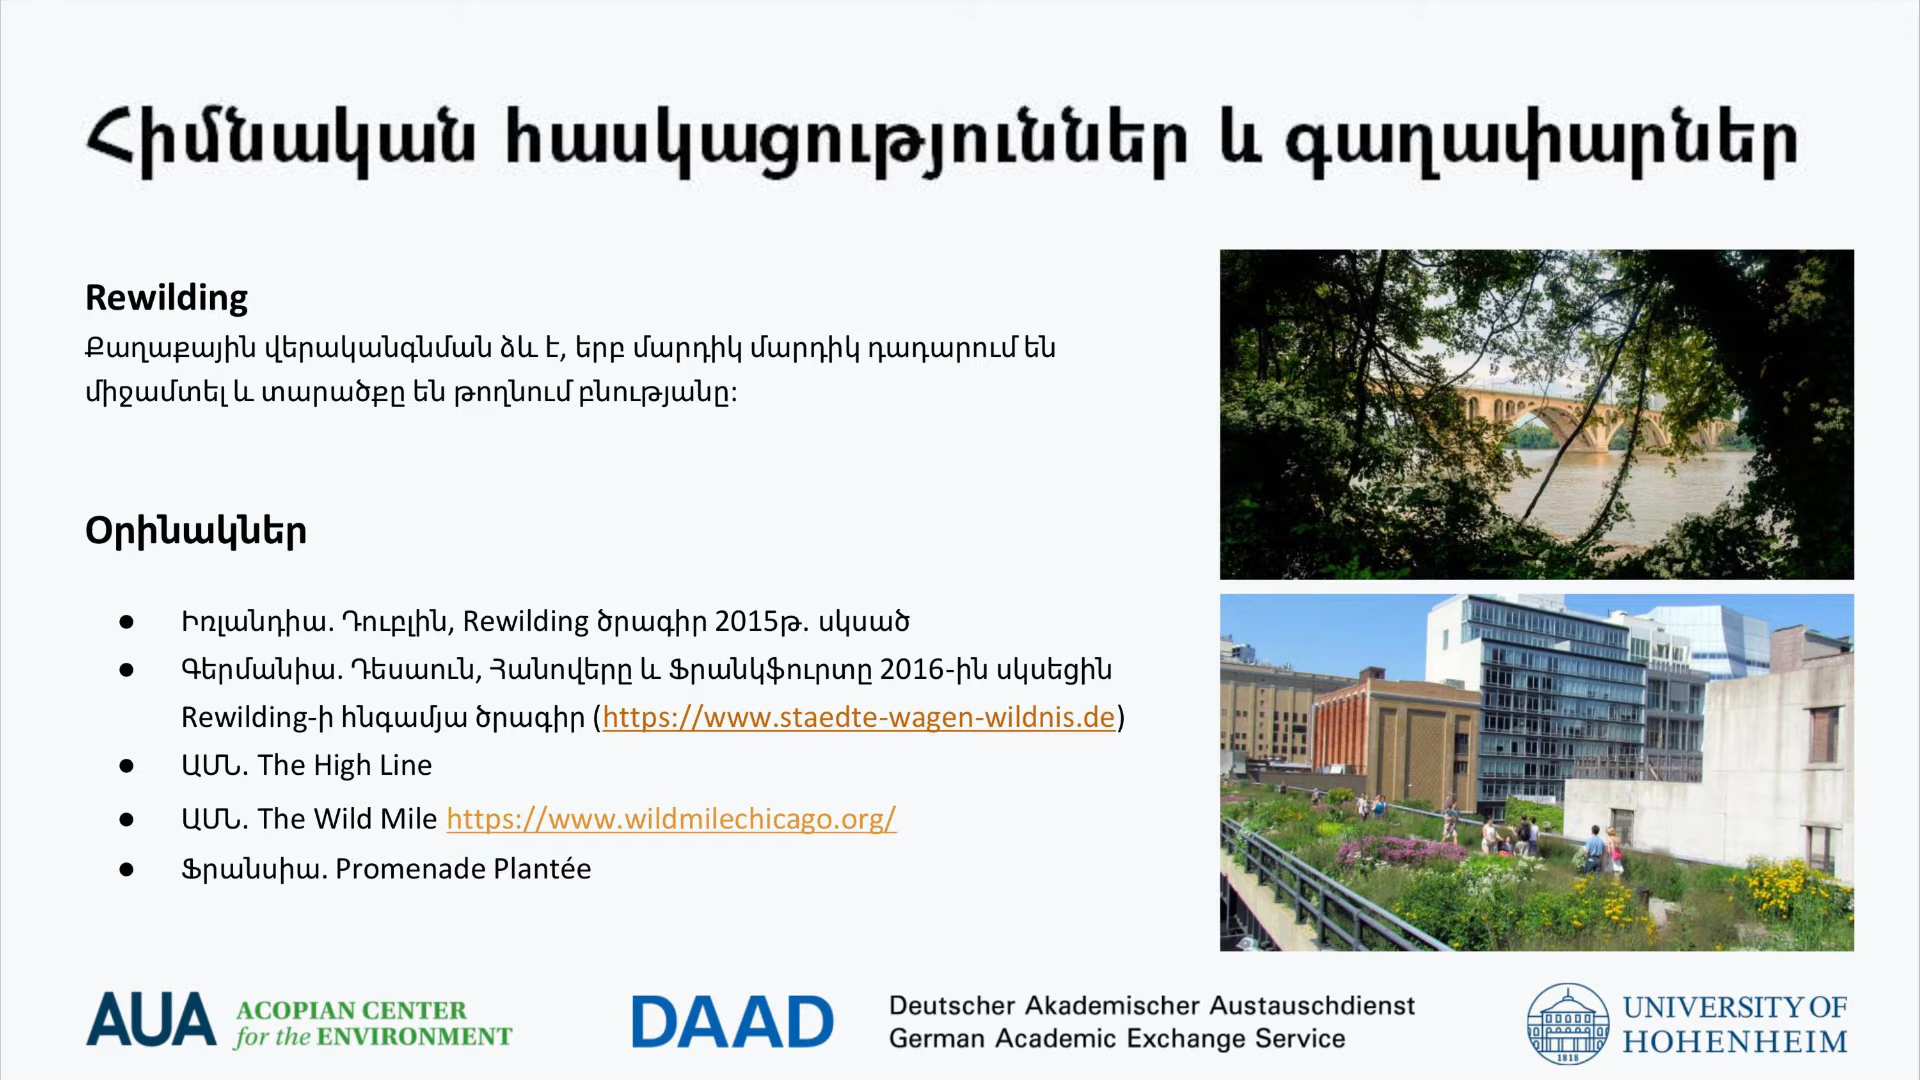 Հիմնական հասկացություններ և գաղափարներ
Rewilding
Քաղաքային վերականգնման ձև է, երբ մարդիկ մարդիկ դադարում են
միջամտել և տարածքը են թողնում բնությանը:
Օրինակներ
● Իռլանդիա. Դուբլին, Rewilding ծրագիր 2015թ. սկսած
● Գերմանիա. Դեսաուն, Հանովերը և Ֆրանկֆուրտը 2016-ին սկսեցին
Rewilding-ի հնգամյա ծրագիր (https://www.staedte-wagen-wildnis.de)
● ԱՄՆ. The High Line
● ԱՄՆ. The Wild Mile https://www.wildmilechicago.org/
● Ֆրանսիա. Promenade Plantée
AUA ACOPIAN CENTER
for the ENVIRONMENT
DAAD
Deutscher Akademischer Austauschdienst
German Academic Exchange Service
1818
UNIVERSITY OF
HOHENHEIM